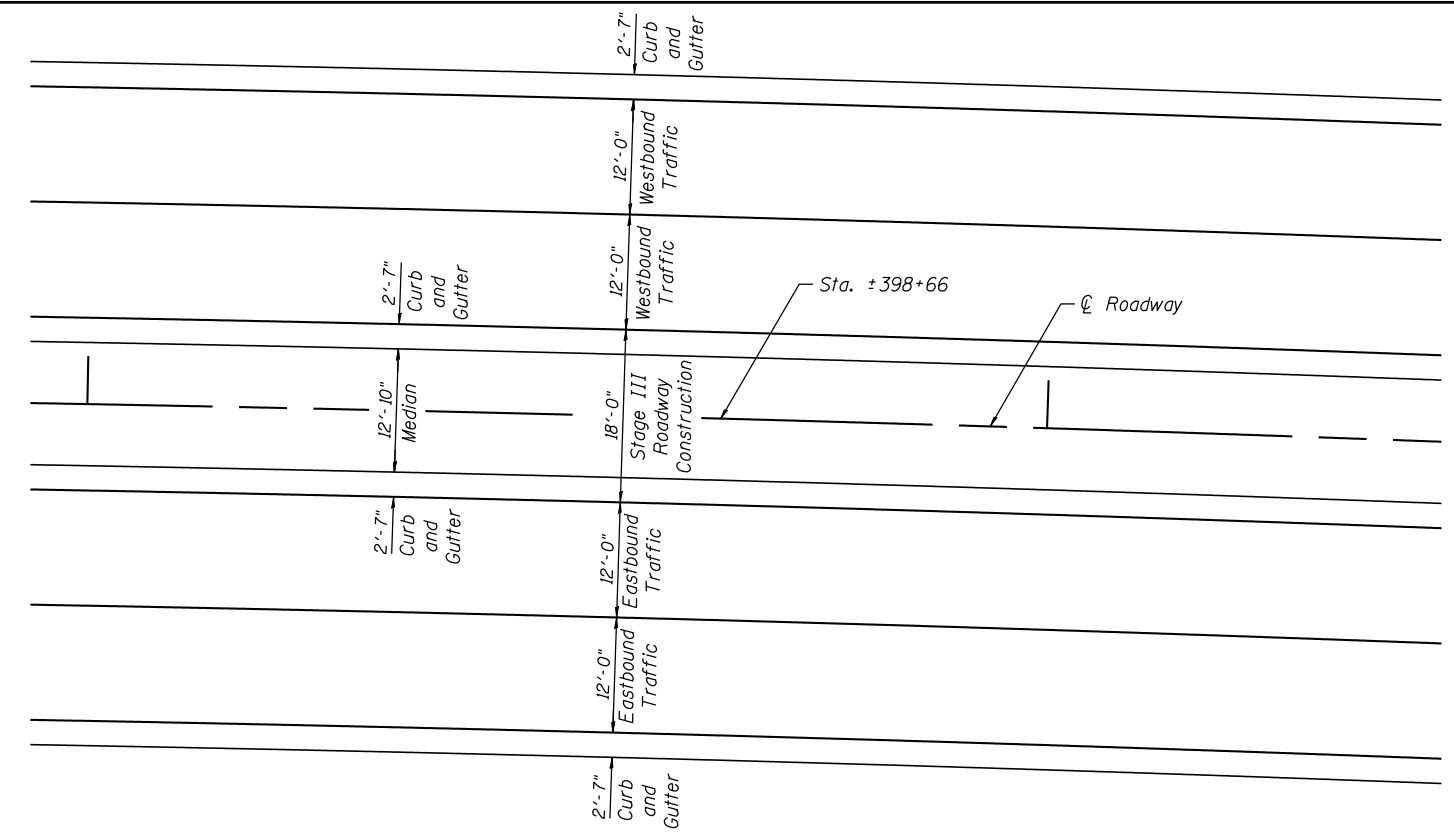 2'-7"
Curb
and
Gutter
12'-0"
Westbound
Traffic
12'-0"
Westbound
Traffic
2'-7"
Curb
and
Gutter
Sta. ±398+66
℄ Roadway
12'-10"
Median
18'-0"
Stage III
Roadway
Construction
2'-7"
Curb
and
Gutter
12'-0"
Eastbound
Traffic
12'-0"
Eastbound
Traffic
2'-7"
Curb
and
Gutter